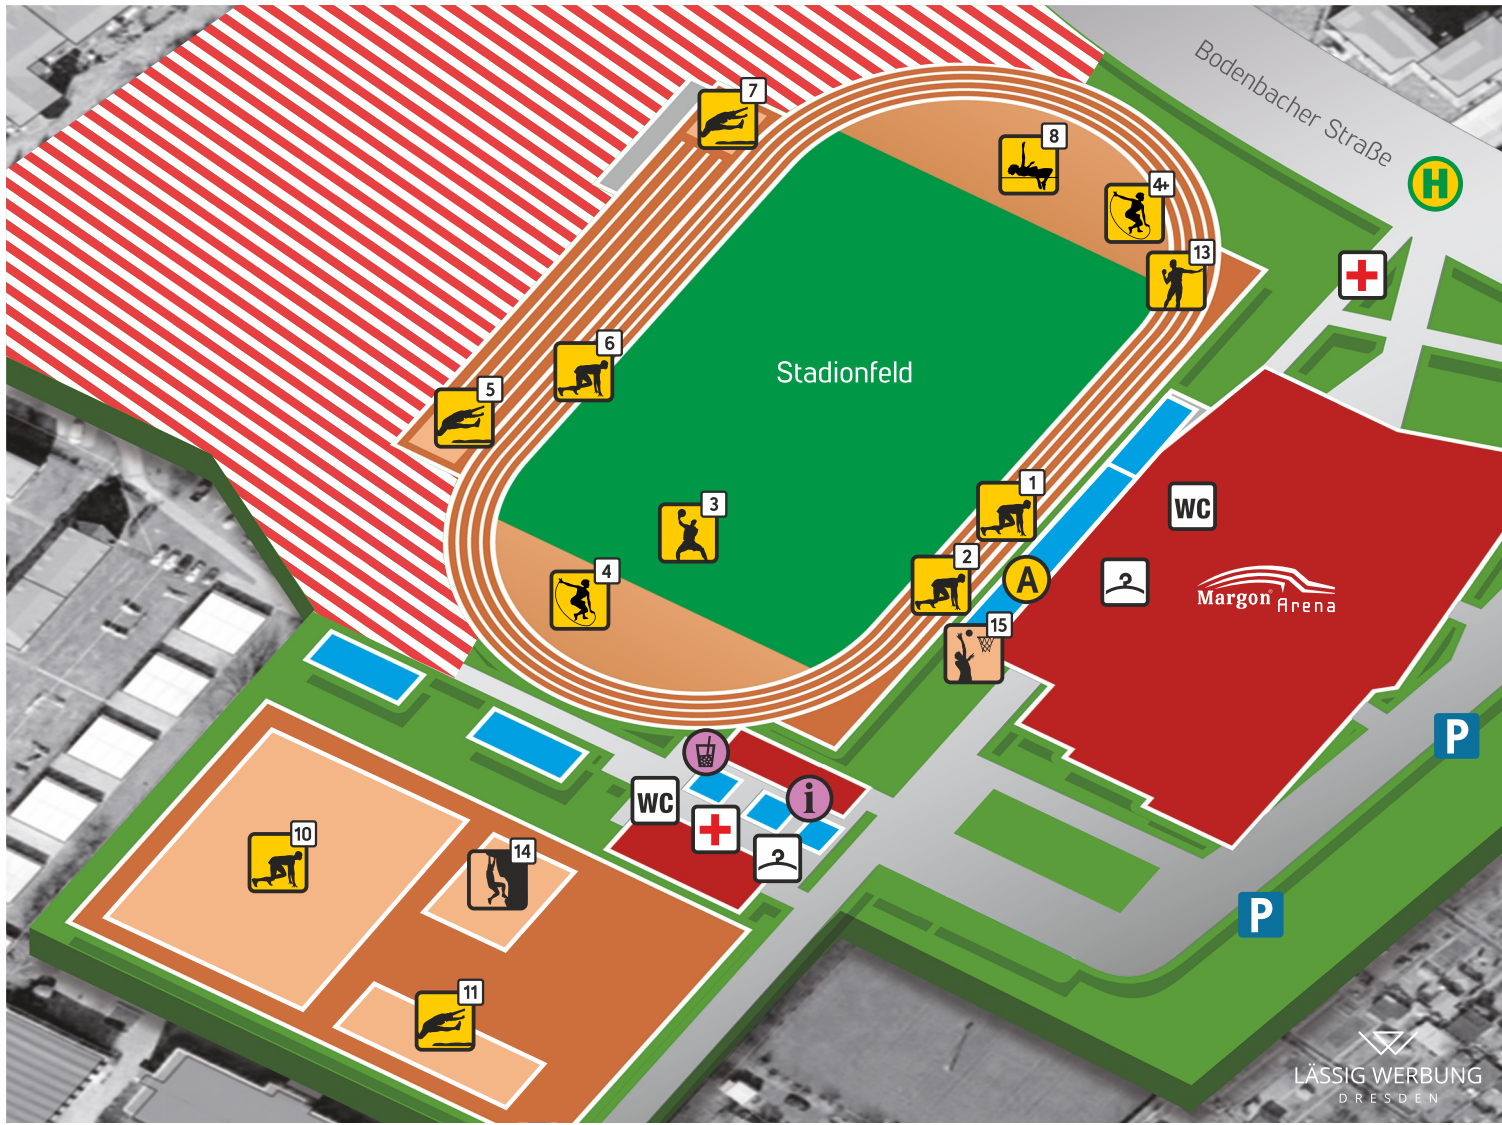 Bodenbacher Straße
7
8
4+
H
13
6
Stadionfeld
5
1
WC
3
2
A
4
Margon®
Arena
15
P
WC
i
10
14
P
11
LÄSSIG WERBUNG
DRESDEN